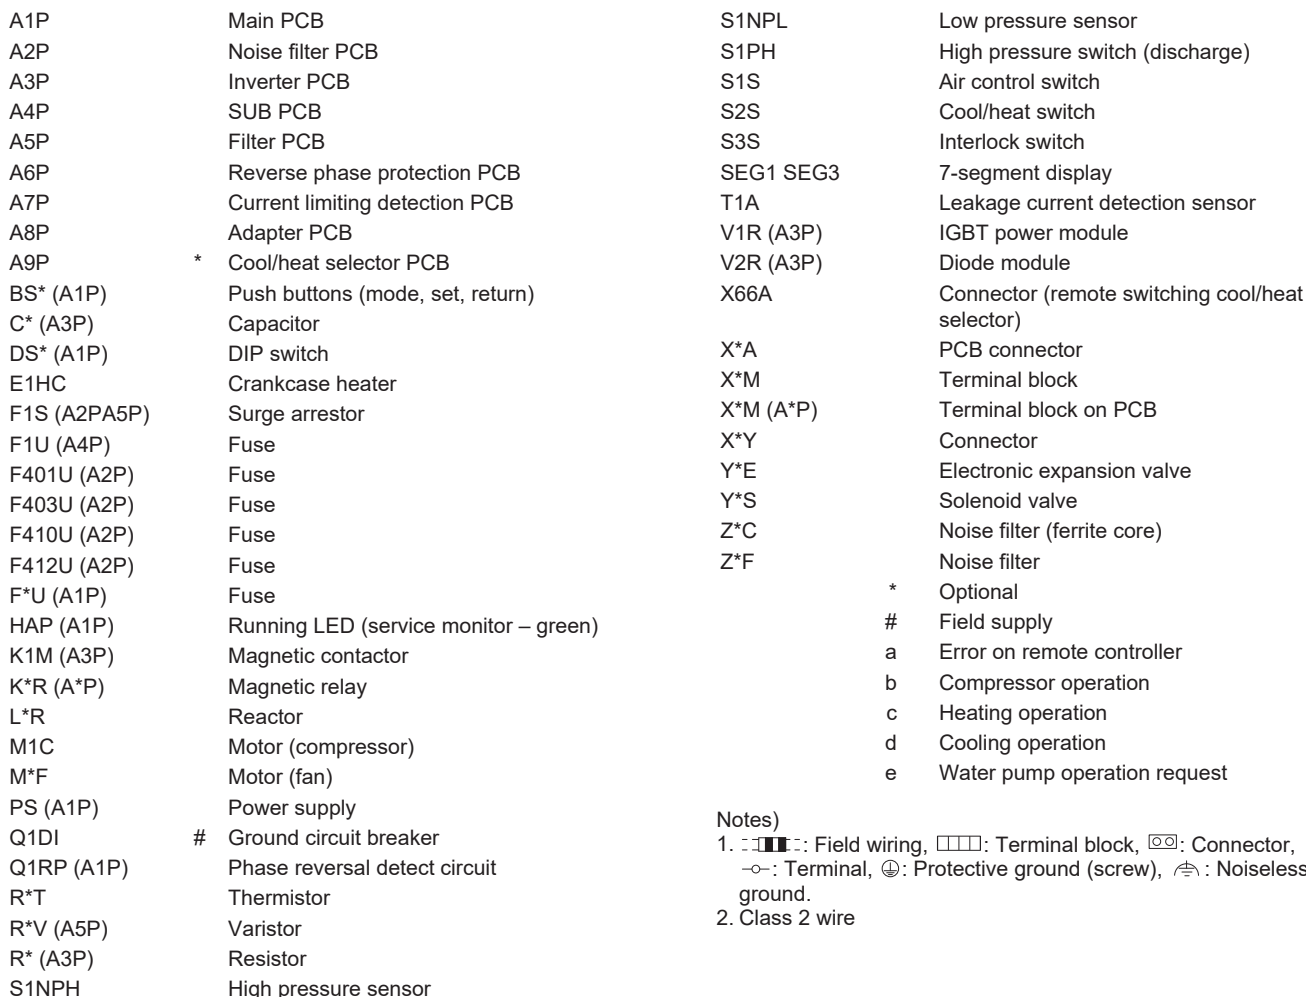 A1P Main PCB
A2P Noise filter PCB
A3P Inverter PCB
A4P SUB PCB
A5P Filter PCB
A6P Reverse phase protection PCB
A7P Current limiting detection PCB
A8P Adapter PCB
A9P * Cool/heat selector PCB
BS* (A1P) Push buttons (mode, set, return)
C* (A3P) Capacitor
DS* (A1P) DIP switch
E1HC Crankcase heater
F1S (A2PA5P) Surge arrestor
F1U (A4P) Fuse
F401U (A2P) Fuse
F403U (A2P) Fuse
F410U (A2P) Fuse
F412U (A2P) Fuse
F*U (A1P) Fuse
HAP (A1P) Running LED (service monitor – green)
K1M (A3P) Magnetic contactor
K*R (A*P) Magnetic relay
L*R Reactor
M1C Motor (compressor)
M*F Motor (fan)
PS (A1P) Power supply
Q1DI # Ground circuit breaker
Q1RP (A1P) Phase reversal detect circuit
R*T Thermistor
R*V (A5P) Varistor
R* (A3P) Resistor
S1NPH High pressure sensor
S1NPL Low pressure sensor
S1PH High pressure switch (discharge)
S1S Air control switch
S2S Cool/heat switch
S3S Interlock switch
SEG1 SEG3 7-segment display
T1A Leakage current detection sensor
V1R (A3P) IGBT power module
V2R (A3P) Diode module
X66A Connector (remote switching cool/heat
selector)
X*A PCB connector
X*M Terminal block
X*M (A*P) Terminal block on PCB
X*Y Connector
Y*E Electronic expansion valve
Y*S Solenoid valve
Z*C Noise filter (ferrite core)
Z*F Noise filter
* Optional
# Field supply
a Error on remote controller
b Compressor operation
c Heating operation
d Cooling operation
e Water pump operation request
Notes)
1. : Field wiring, : Terminal block, : Connector,
: Terminal, : Protective ground (screw), : Noiseless
ground.
2. Class 2 wire